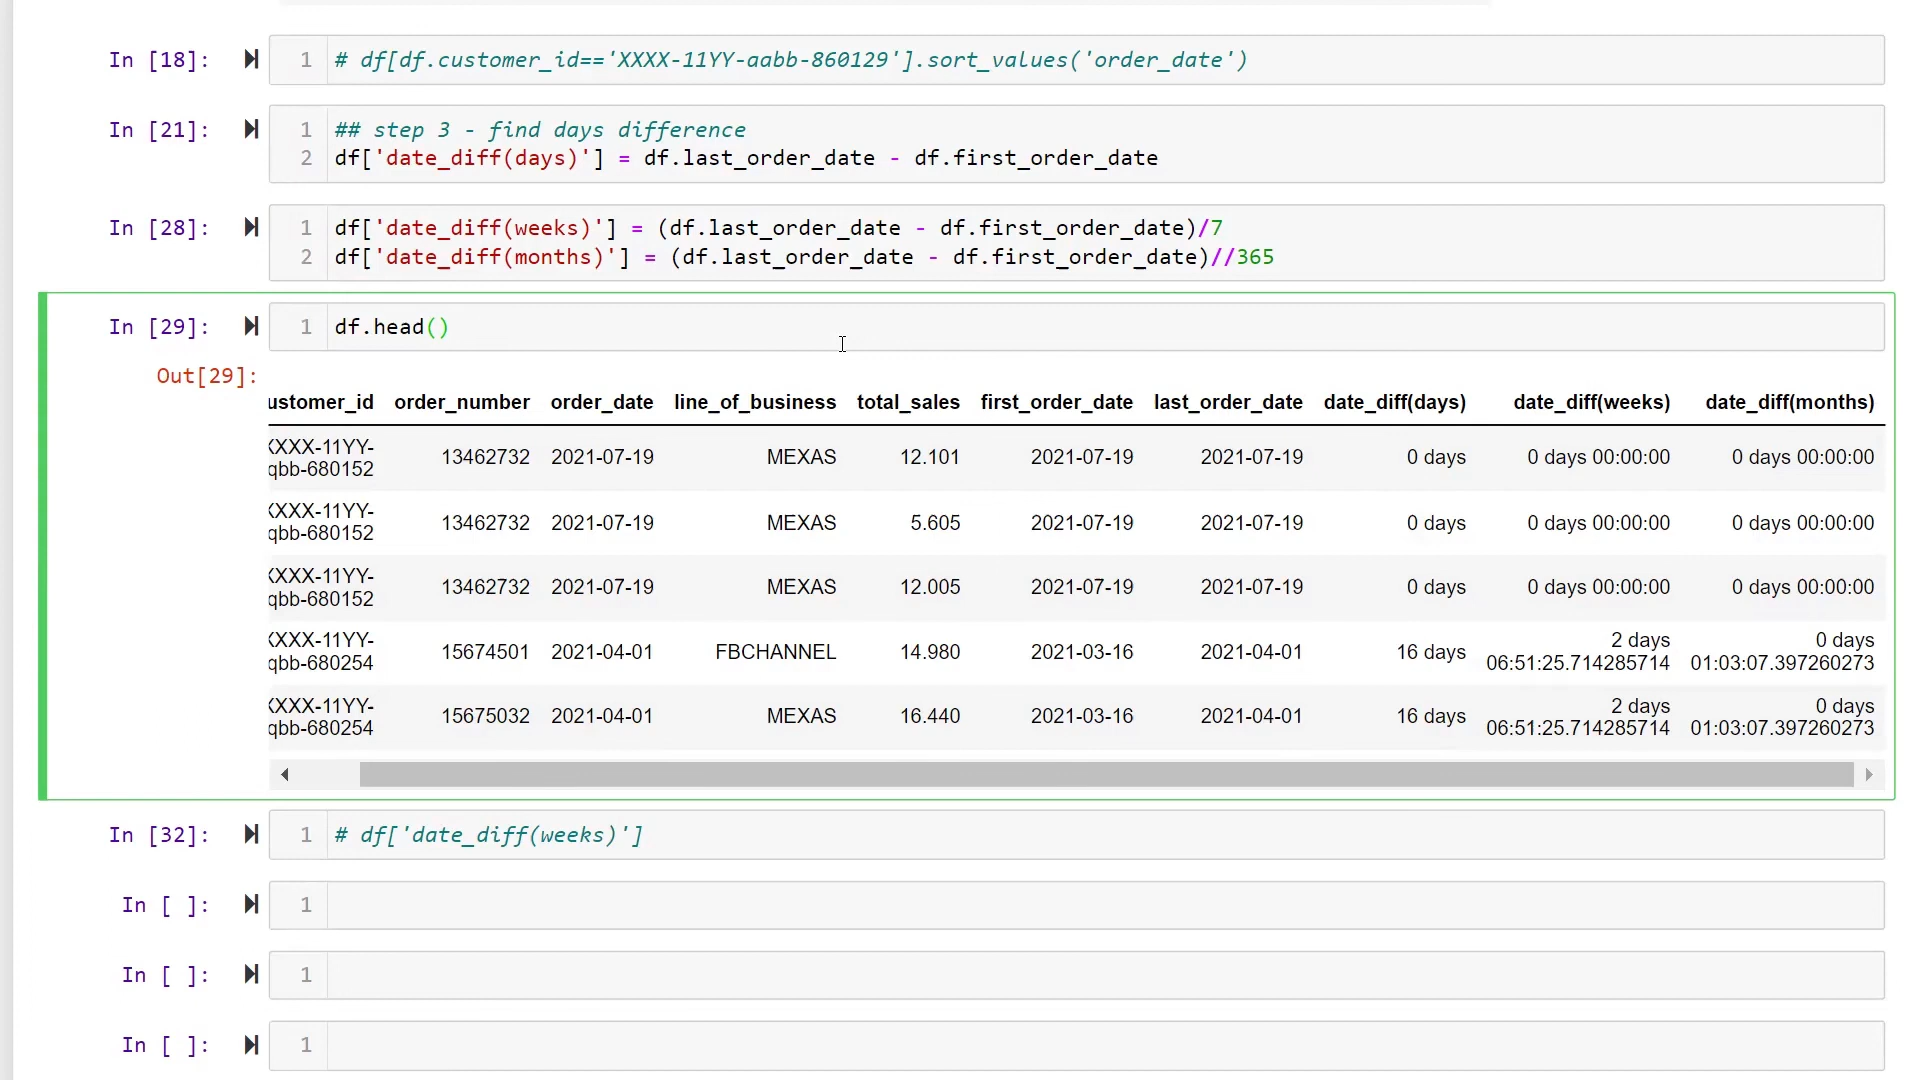 In [18]: 1 # df[df.customer_id=='XXXX-11YY-aabb-860129'].sort_values('order_date')
In [21]: 1 ## step 3 - find days difference
2 df['date_diff(days)'] = df.last_order_date - df.first_order_date
In [28]: 1 df['date_diff(weeks)'] = (df.last_order_date - df.first_order_date)/7
2 df['date_diff(months)'] = (df.last_order_date - df.first_order_date)//365
In [29]: 1 df.head()
Out[29]:
ustomer_id order_number order_date line_of_business total_sales first_order_date last_order_date date_diff(days) date_diff(weeks) date_diff(months)
XXXX-11YY-
qbb-680152 13462732 2021-07-19 MEXAS 12.101 2021-07-19 2021-07-19 0 days 0 days 00:00:00 0 days 00:00:00
XXXX-11YY-
qbb-680152 13462732 2021-07-19 MEXAS 5.605 2021-07-19 2021-07-19 0 days 0 days 00:00:00 0 days 00:00:00
XXXX-11YY-
qbb-680152 13462732 2021-07-19 MEXAS 12.005 2021-07-19 2021-07-19 0 days 0 days 00:00:00 0 days 00:00:00
XXXX-11YY- 2 days 0 days
qbb-680254 15674501 2021-04-01 FBCHANNEL 14.980 2021-03-16 2021-04-01 16 days 06:51:25.714285714 01:03:07.397260273
XXXX-11YY- 2 days 0 days
qbb-680254 15675032 2021-04-01 MEXAS 16.440 2021-03-16 2021-04-01 16 days 06:51:25.714285714 01:03:07.397260273
In [32]: 1 # df['date_diff(weeks)']
In [ ]: 1
In [ ]: 1
In [ ]: 1